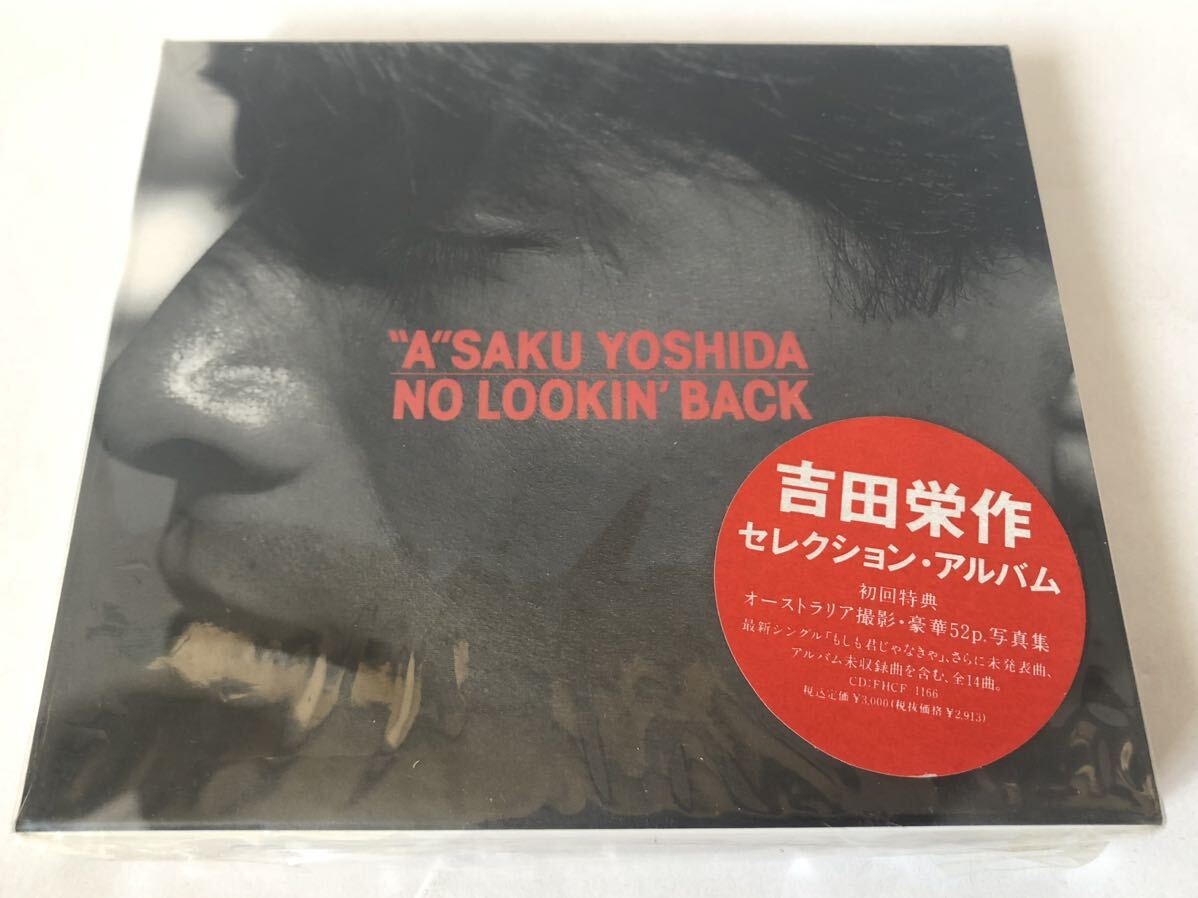 "A"SAKU YOSHIDA
NO LOOKIN' BACK
吉田栄作
セレクション・アルバム
初回特典
オーストラリア撮影・豪華52p.写真集
最新シングル「もしも君じゃなきゃ」、さらに未発表曲、
アルバム未収録曲を含む、全14曲。
CD:FHCF 1166
税込定価￥3,000(税抜価格￥2,913)